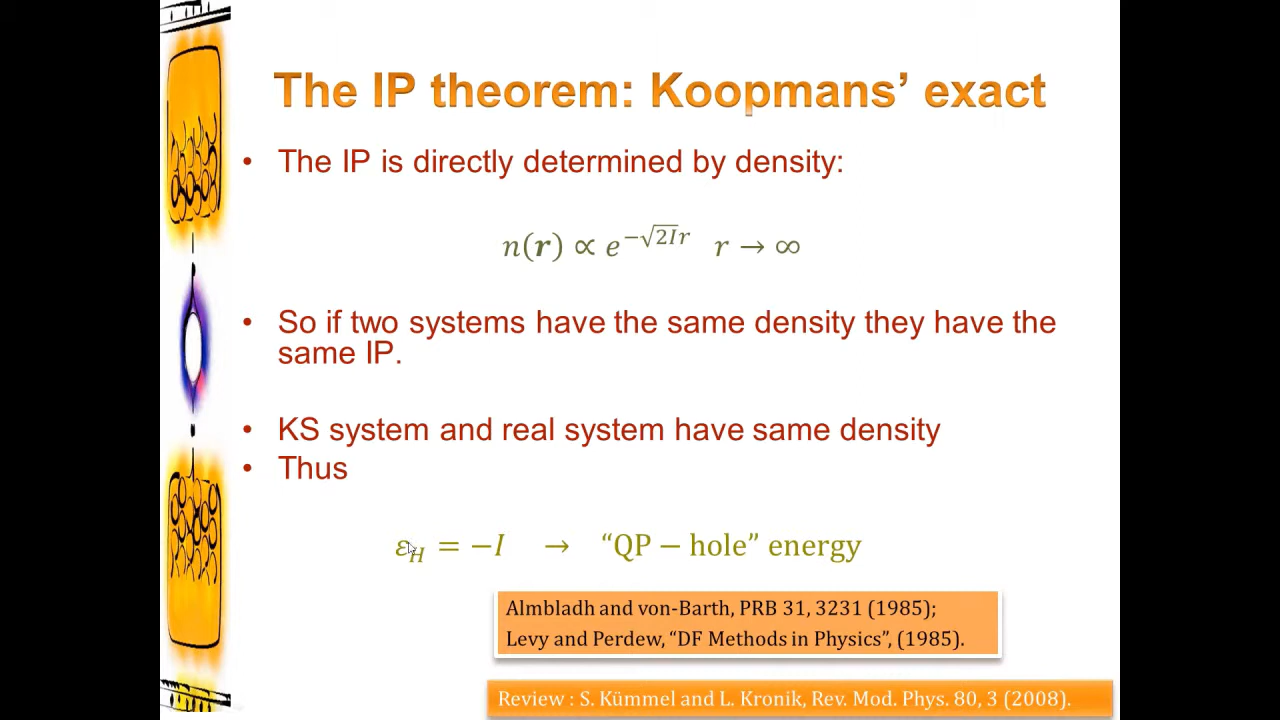 The IP theorem: Koopmans’ exact
• The IP is directly determined by density:
n(r) ∝ e^{−√2Ir} r → ∞
• So if two systems have the same density they have the
same IP.
• KS system and real system have same density
• Thus
ε_H = −I → “QP − hole” energy
Almbladh and von-Barth, PRB 31, 3231 (1985);
Levy and Perdew, “DF Methods in Physics”, (1985).
Review : S. Kümmel and L. Kronik, Rev. Mod. Phys. 80, 3 (2008).